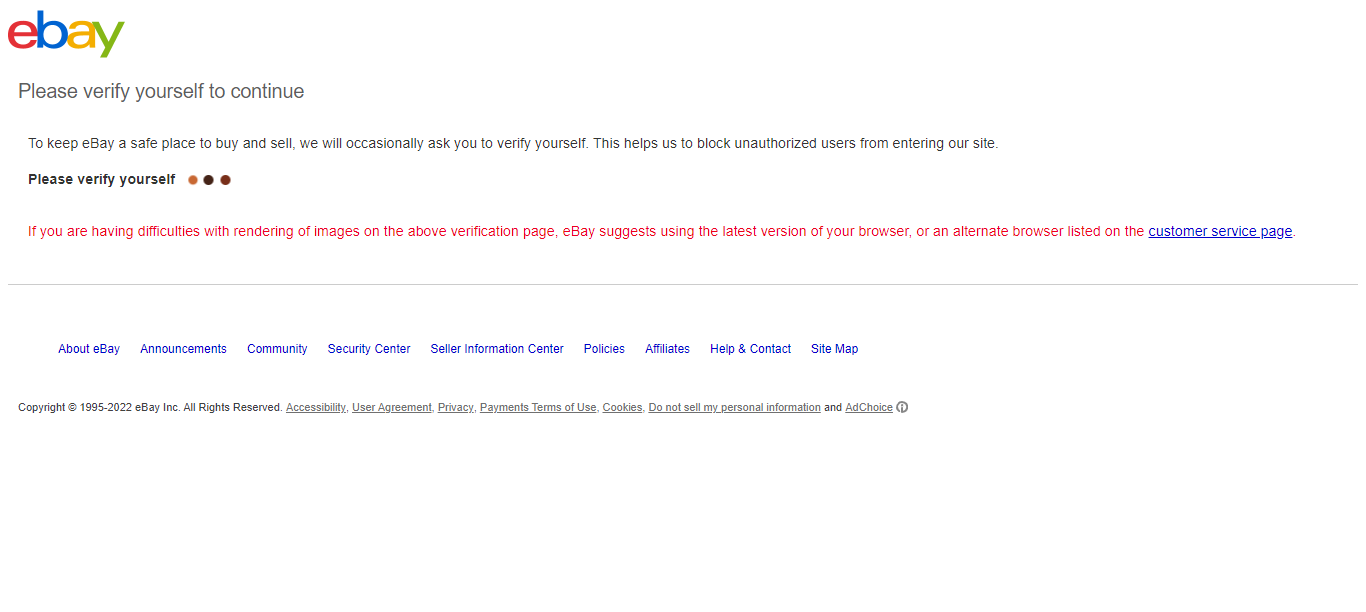 ebay
Please verify yourself to continue
To keep eBay a safe place to buy and sell, we will occasionally ask you to verify yourself. This helps us to block unauthorized users from entering our site.
Please verify yourself
If you are having difficulties with rendering of images on the above verification page, eBay suggests using the latest version of your browser, or an alternate browser listed on the customer service page.
About eBay Announcements Community Security Center Seller Information Center Policies Affiliates Help & Contact Site Map
Copyright © 1995-2022 eBay Inc. All Rights Reserved. Accessibility, User Agreement, Privacy, Payments Terms of Use, Cookies, Do not sell my personal information and AdChoice